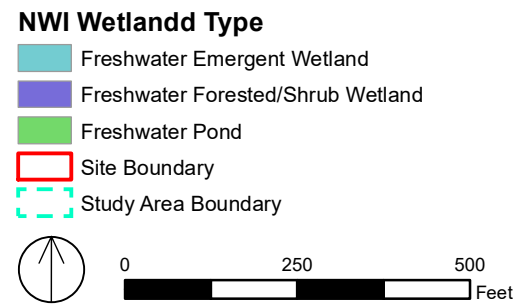 NWI Wetlandd Type
Freshwater Emergent Wetland
Freshwater Forested/Shrub Wetland
Freshwater Pond
Site Boundary
Study Area Boundary
0 250 500
Feet